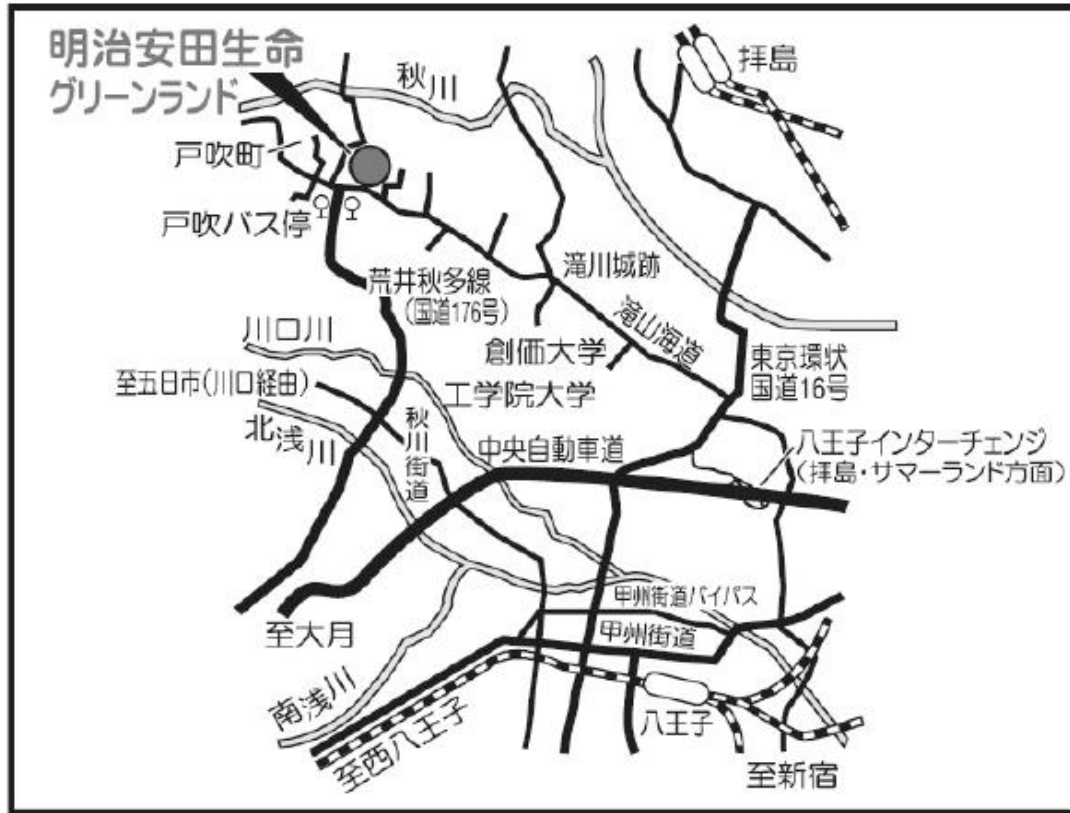 明治安田生命
グリーンランド
秋川
拝島
戸吹町
戸吹バス停
荒井秋多線
(国道176号)
滝川城跡
滝山海道
創価大学
東京環状
国道16号
川口川
至五日市(川口経由)
工学院大学
北浅川
秋川街道
中央自動車道
八王子インターチェンジ
(拝島・サマーランド方面)
甲州街道バイパス
甲州街道
至大月
南浅川
至西八王子
八王子
至新宿